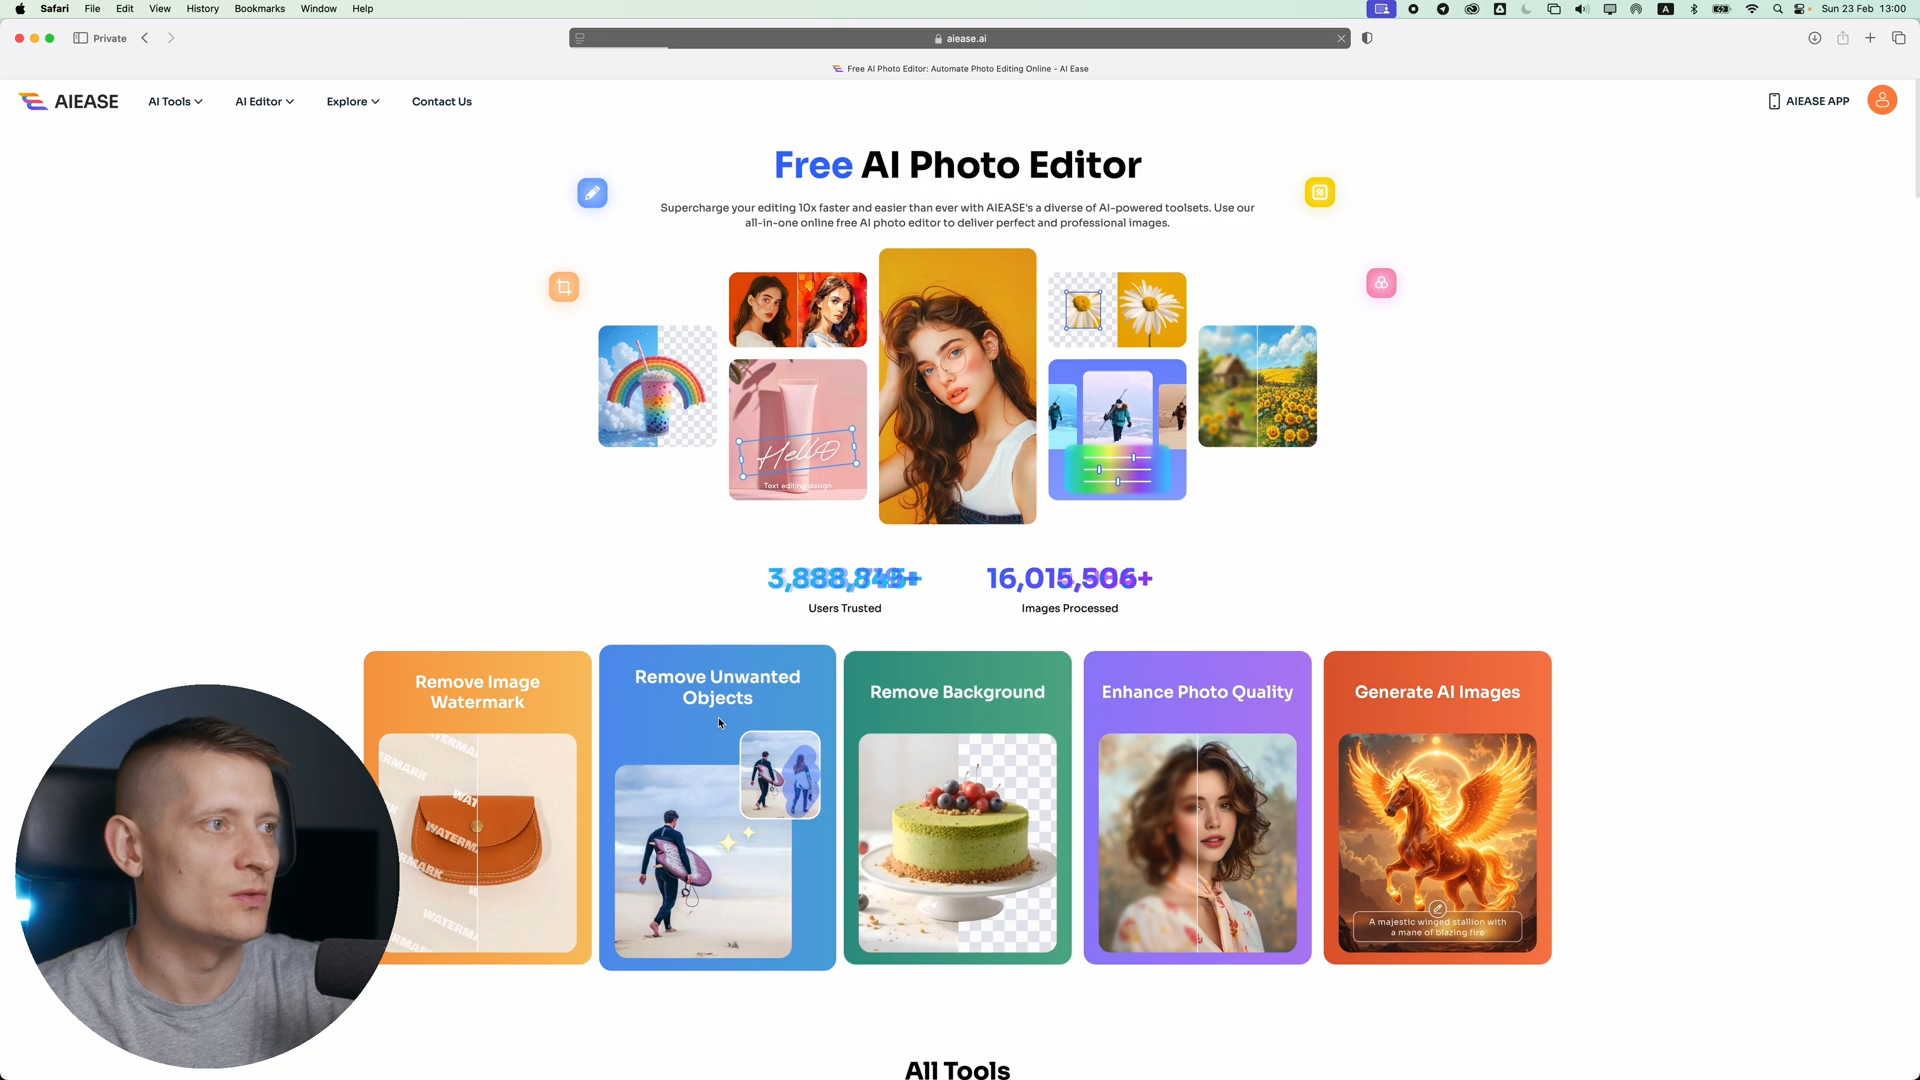 Safari File Edit View History Bookmarks Window Help
A
Sun 23 Feb 13:00
Private
aiease.ai
Free AI Photo Editor: Automate Photo Editing Online - AI Ease
AIEASE
AI Tools
AI Editor
Explore
Contact Us
AIEASE APP
Free AI Photo Editor
Supercharge your editing 10x faster and easier than ever with AIEASE's a diverse of AI-powered toolsets. Use our
all-in-one online free AI photo editor to deliver perfect and professional images.
Hello
Text editing design
Users Trusted
Images Processed
Remove Image
Watermark
Remove Unwanted
Objects
Remove Background
Enhance Photo Quality
Generate AI Images
WATERMARK
A majestic winged stallion with
a mane of blazing fire
All Tools